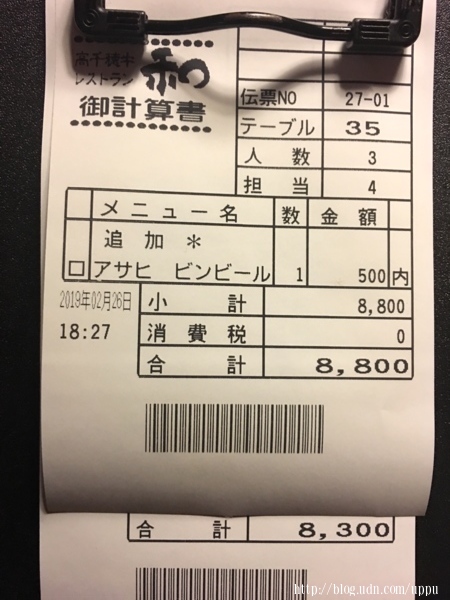 高千穂牛
レストラン 和
御計算書
伝票NO 27-01
テーブル 35
人数 3
担当 4
メニュー名 数 金額
追加 *
□ アサヒ ビンビール 1 500 内
2019年02月26日 小計 8,800
18:27 消費税 0
合計 8,800
合計 8,300
http://blog.udn.com/uppu